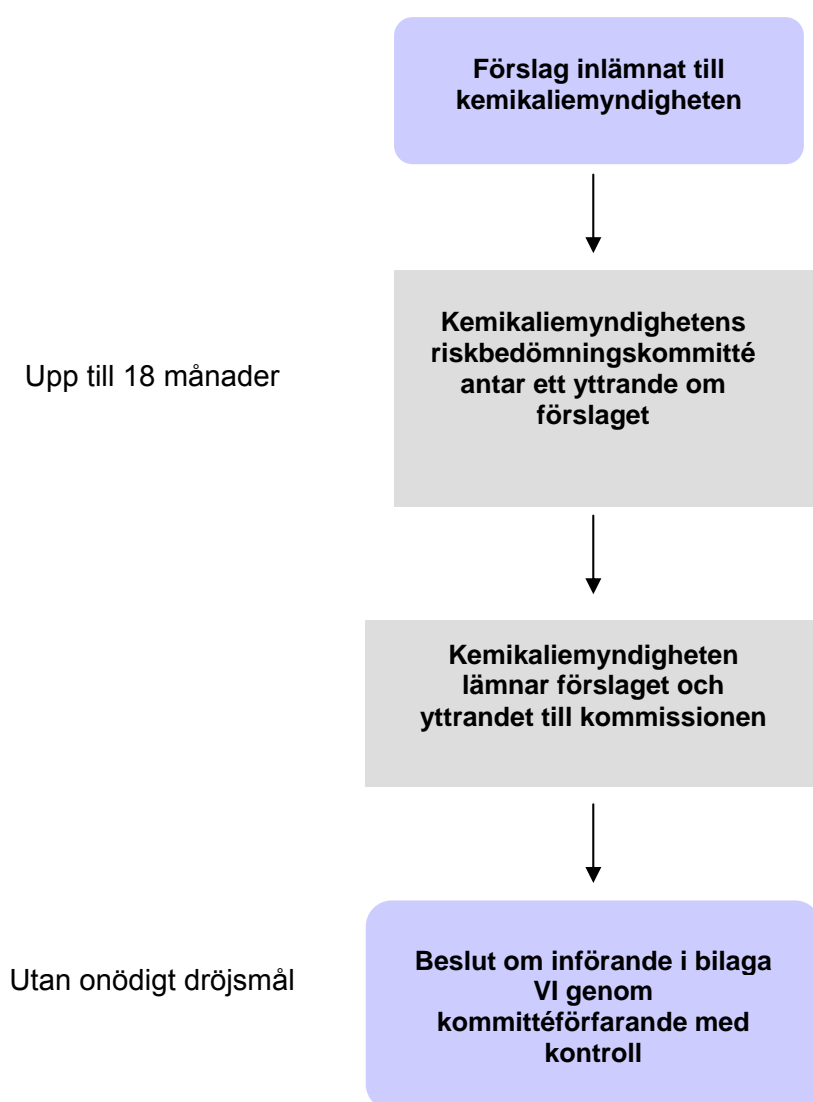 Förslag inlämnat till
kemikaliemyndigheten
Upp till 18 månader
Kemikaliemyndighetens
riskbedömningskommitté
antar ett yttrande om
förslaget
Kemikaliemyndigheten
lämnar förslaget och
yttrandet till kommissionen
Utan onödigt dröjsmål
Beslut om införande i bilaga
VI genom
kommittéförfarande med
kontroll